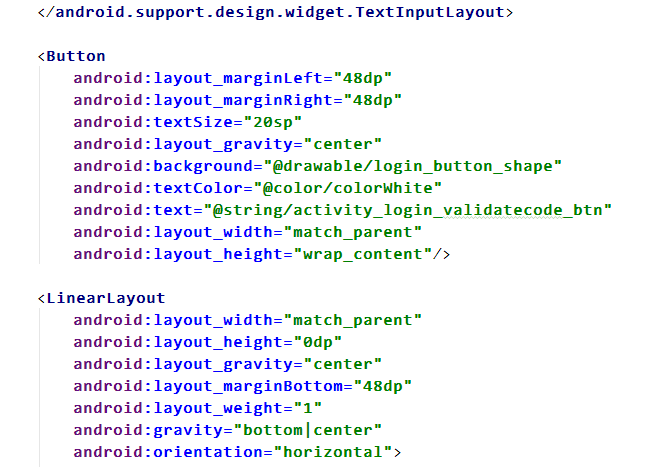 </android.support.design.widget.TextInputLayout>
<Button
android:layout_marginLeft="48dp"
android:layout_marginRight="48dp"
android:textSize="20sp"
android:layout_gravity="center"
android:background="@drawable/login_button_shape"
android:textColor="@color/colorWhite"
android:text="@string/activity_login_validatecode_btn"
android:layout_width="match_parent"
android:layout_height="wrap_content"/>
<LinearLayout
android:layout_width="match_parent"
android:layout_height="0dp"
android:layout_gravity="center"
android:layout_marginBottom="48dp"
android:layout_weight="1"
android:gravity="bottom|center"
android:orientation="horizontal">